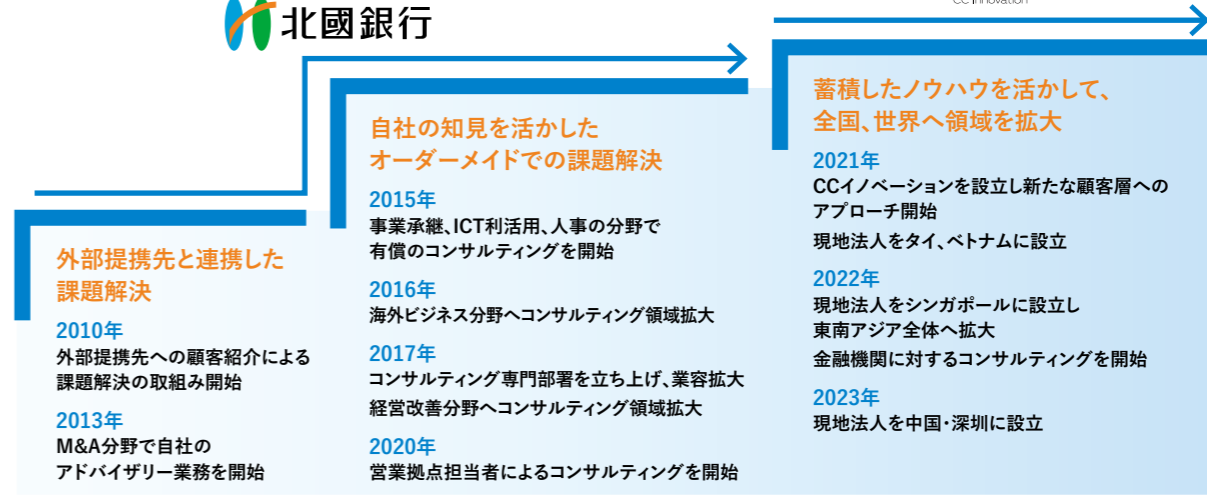 北國銀行
CC Innovation
外部提携先と連携した
課題解決
2010年
外部提携先への顧客紹介による
課題解決の取組み開始
2013年
M&A分野で自社の
アドバイザリー業務を開始
自社の知見を活かした
オーダーメイドでの課題解決
2015年
事業承継、ICT利活用、人事の分野で
有償のコンサルティングを開始
2016年
海外ビジネス分野へコンサルティング領域拡大
2017年
コンサルティング専門部署を立ち上げ、業容拡大
経営改善分野へコンサルティング領域拡大
2020年
営業拠点担当者によるコンサルティングを開始
蓄積したノウハウを活かして、
全国、世界へ領域を拡大
2021年
CCイノベーションを設立し新たな顧客層への
アプローチ開始
現地法人をタイ、ベトナムに設立
2022年
現地法人をシンガポールに設立し
東南アジア全体へ拡大
金融機関に対するコンサルティングを開始
2023年
現地法人を中国・深圳に設立